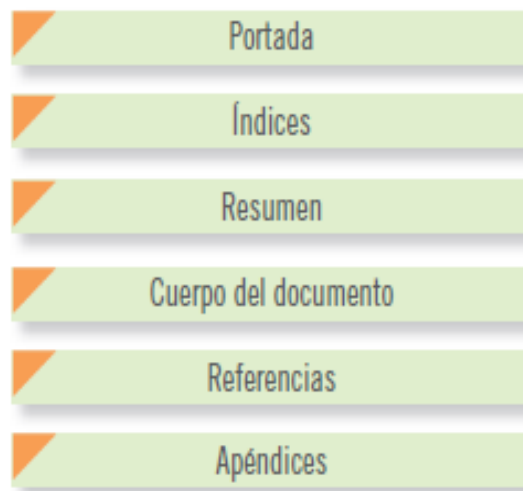 Portada
Índices
Resumen
Cuerpo del documento
Referencias
Apéndices